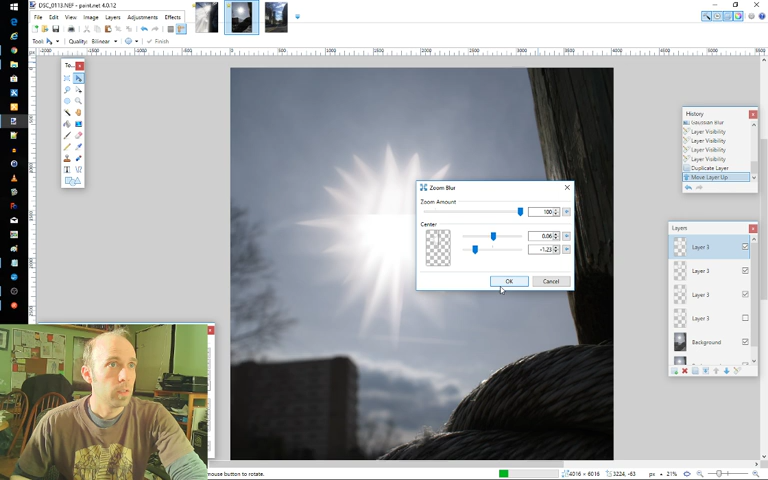 DSC_0113.NEF - paint.net 4.0.12
File Edit View Image Layers Adjustments Effects
Tool: Quality: Bilinear Finish
To...
Zoom Blur
Zoom Amount
100
Center
0.06
-1.23
OK Cancel
History
Gaussian Blur
Layer Visibility
Layer Visibility
Layer Visibility
Layer Visibility
Duplicate Layer
Move Layer Up
Layers
Layer 3
Layer 3
Layer 3
Layer 3
Background
mouse button to rotate.
4016 × 6016
3224, -63
px
21%